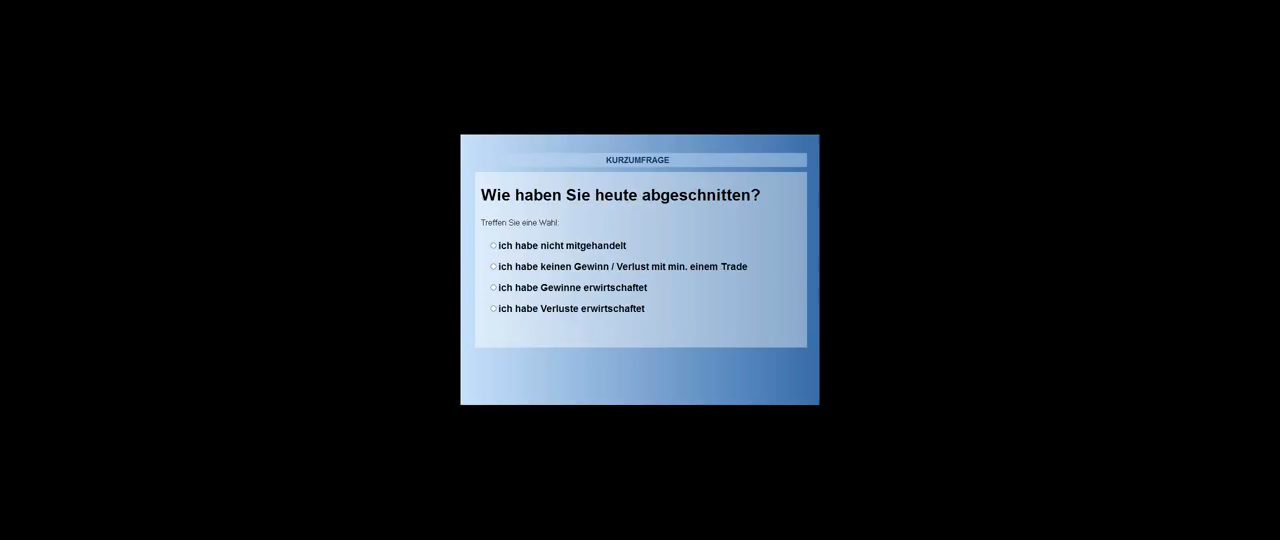 KURZUMFRAGE
Wie haben Sie heute abgeschnitten?
Treffen Sie eine Wahl:
ich habe nicht mitgehandelt
ich habe keinen Gewinn / Verlust mit min. einem Trade
ich habe Gewinne erwirtschaftet
ich habe Verluste erwirtschaftet